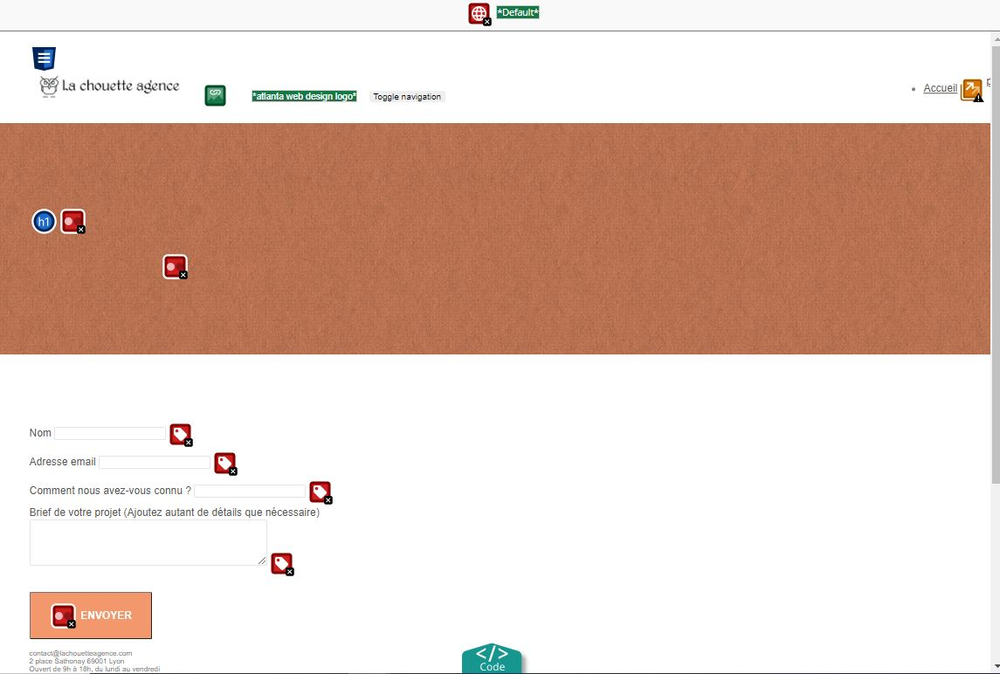 *Default*
La chouette agence
*atlanta web design logo*
Toggle navigation
Accueil
h1
Nom
Adresse email
Comment nous avez-vous connu ?
Brief de votre projet (Ajoutez autant de détails que nécessaire)
ENVOYER
contact@lachouetteagence.com
2 place Sathonay 69001 Lyon
Ouvert de 9h à 18h, du lundi au vendredi
</> 
Code